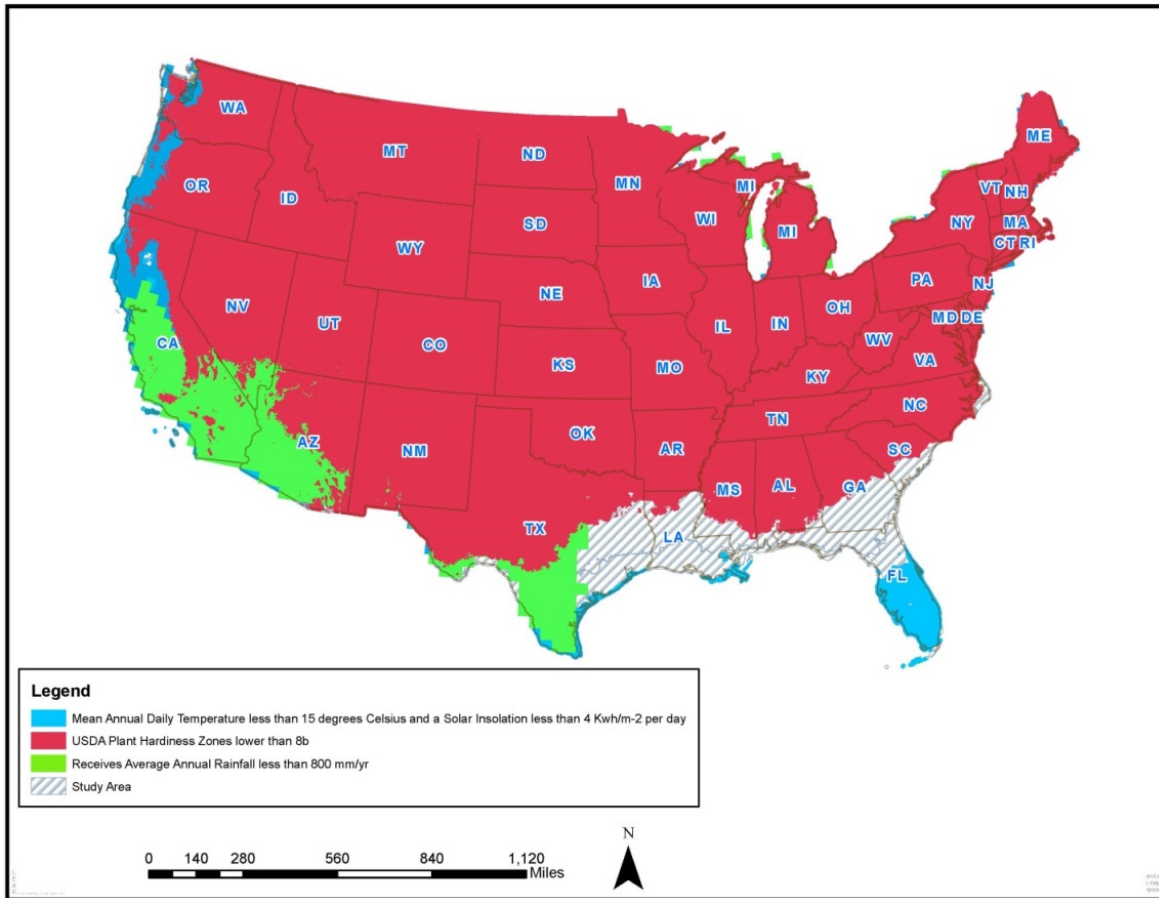 WA
MT
ND
ME
OR
ID
MN
MI
VT
NH
SD
WI
MI
NY
MA
WY
CT RI
IA
PA
NE
NJ
NV
UT
IL
IN
OH
MD DE
CA
CO
WV
VA
KS
MO
KY
TN
NC
AZ
NM
OK
AR
SC
MS
AL
GA
TX
LA
FL
Legend
Mean Annual Daily Temperature less than 15 degrees Celsius and a Solar Insolation less than 4 Kwh/m-2 per day
USDA Plant Hardiness Zones lower than 8b
Receives Average Annual Rainfall less than 800 mm/yr
Study Area
N
0 140 280 560 840 1,120
Miles